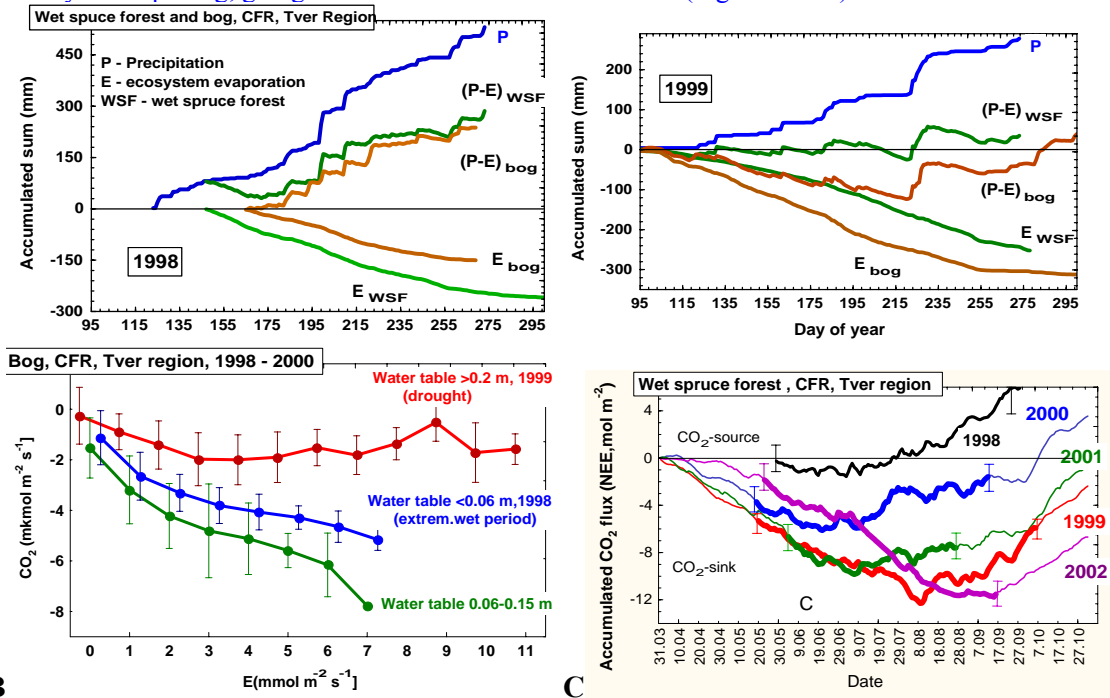 Wet spuce forest and bog, CFR, Tver Region
P - Precipitation
E - ecosystem evaporation
WSF - wet spruce forest
P
(P-E) WSF
(P-E) bog
E bog
E WSF
1998
Accumulated sum (mm)
450
300
150
0
-150
-300
95 115 135 155 175 195 215 235 255 275 295
1999
P
(P-E) WSF
(P-E) bog
E WSF
E bog
Accumulated sum (mm)
200
100
0
-100
-200
-300
95 115 135 155 175 195 215 235 255 275 295
Day of year
Bog, CFR, Tver region, 1998 - 2000
Water table >0.2 m, 1999
(drought)
Water table <0.06 m,1998
(extrem.wet period)
Water table 0.06-0.15 m
CO2 (mkmol m-2 s-1]
0
-2
-4
-6
-8
0 1 2 3 4 5 6 7 8 9 10 11
E(mmol m-2 s-1]
Wet spruce forest , CFR, Tver region
CO2-source
CO2-sink
1998
2000
2001
1999
2002
C
Accumulated CO2 flux (NEE,mol m-2)
4
0
-4
-8
-12
31.03 10.04 20.04 30.04 10.05 20.05 30.05 9.06 19.06 29.06 9.07 19.07 29.07 8.08 18.08 28.08 7.09 17.09 27.09 7.10 17.10 27.10
Date
C